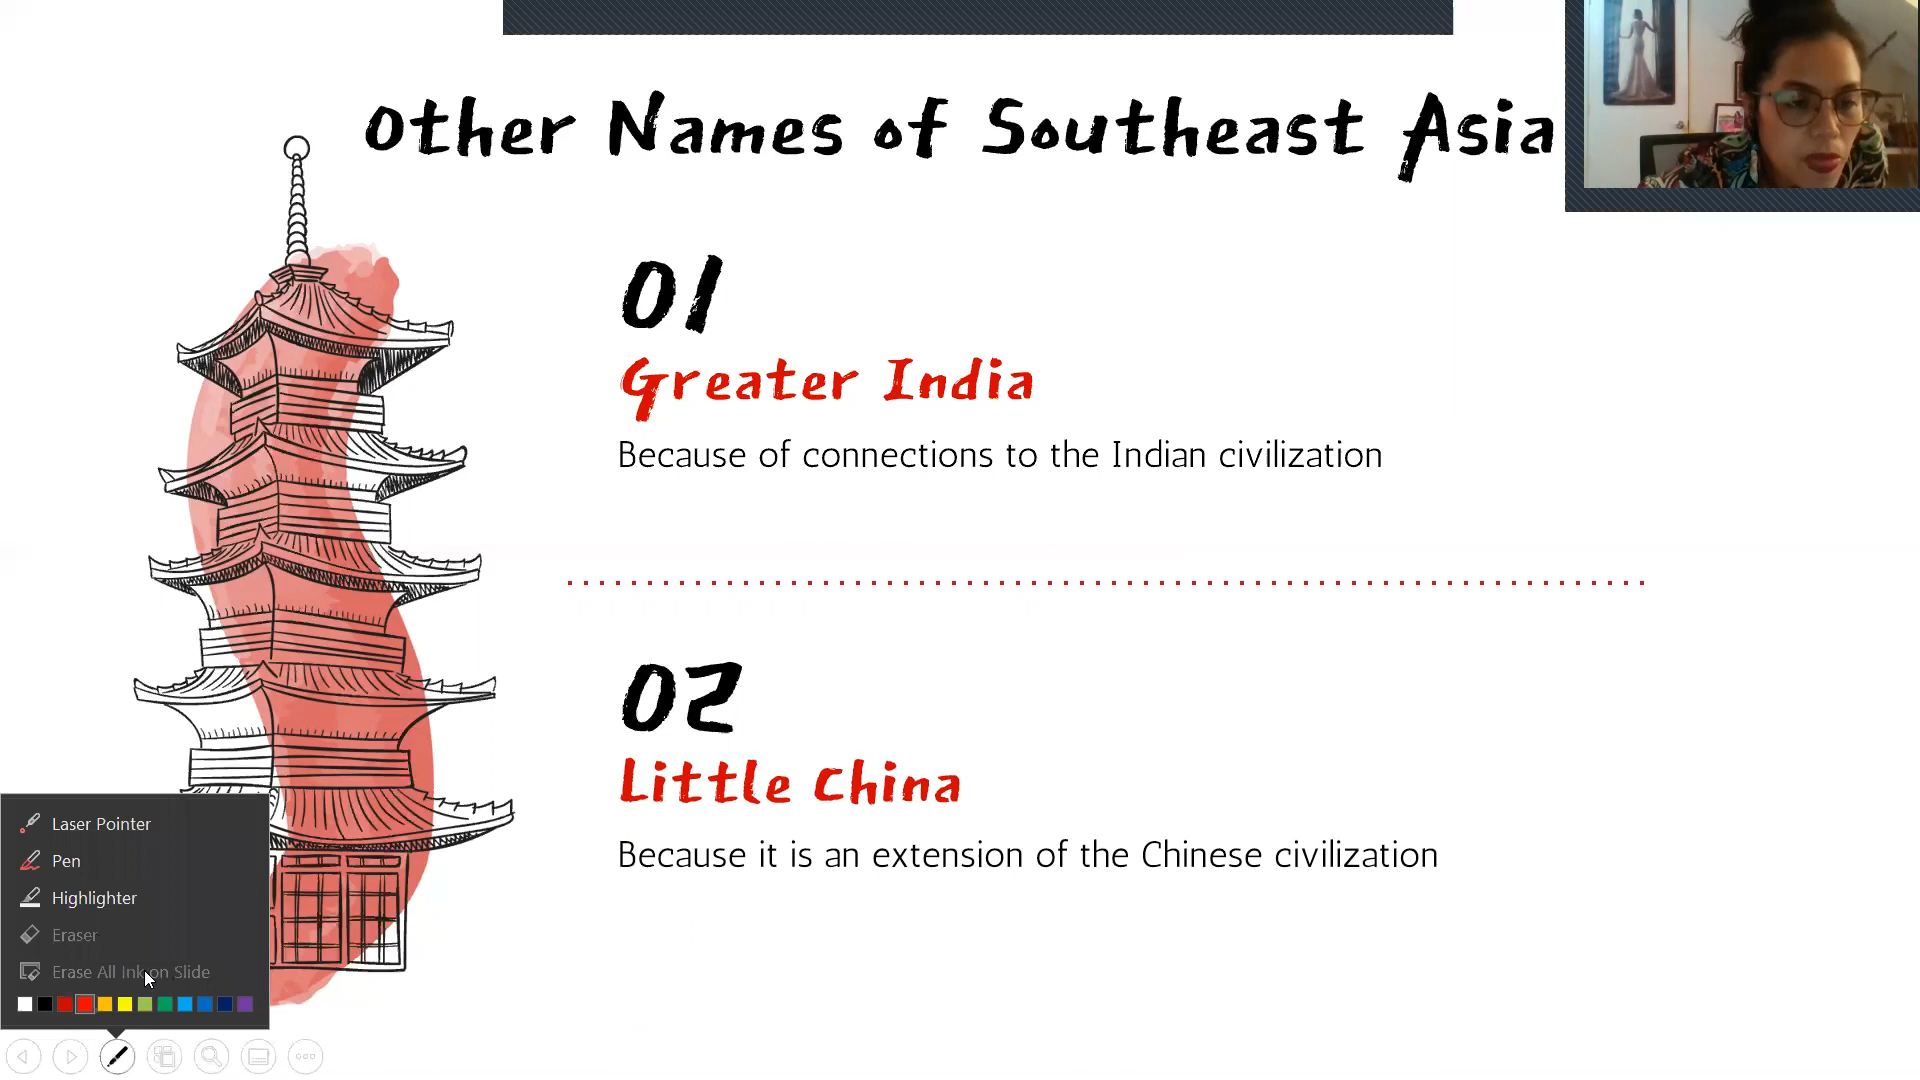 Other Names of Southeast Asia
01
Greater India
Because of connections to the Indian civilization
02
Little China
Because it is an extension of the Chinese civilization
Laser Pointer
Pen
Highlighter
Eraser
Erase All Ink on Slide